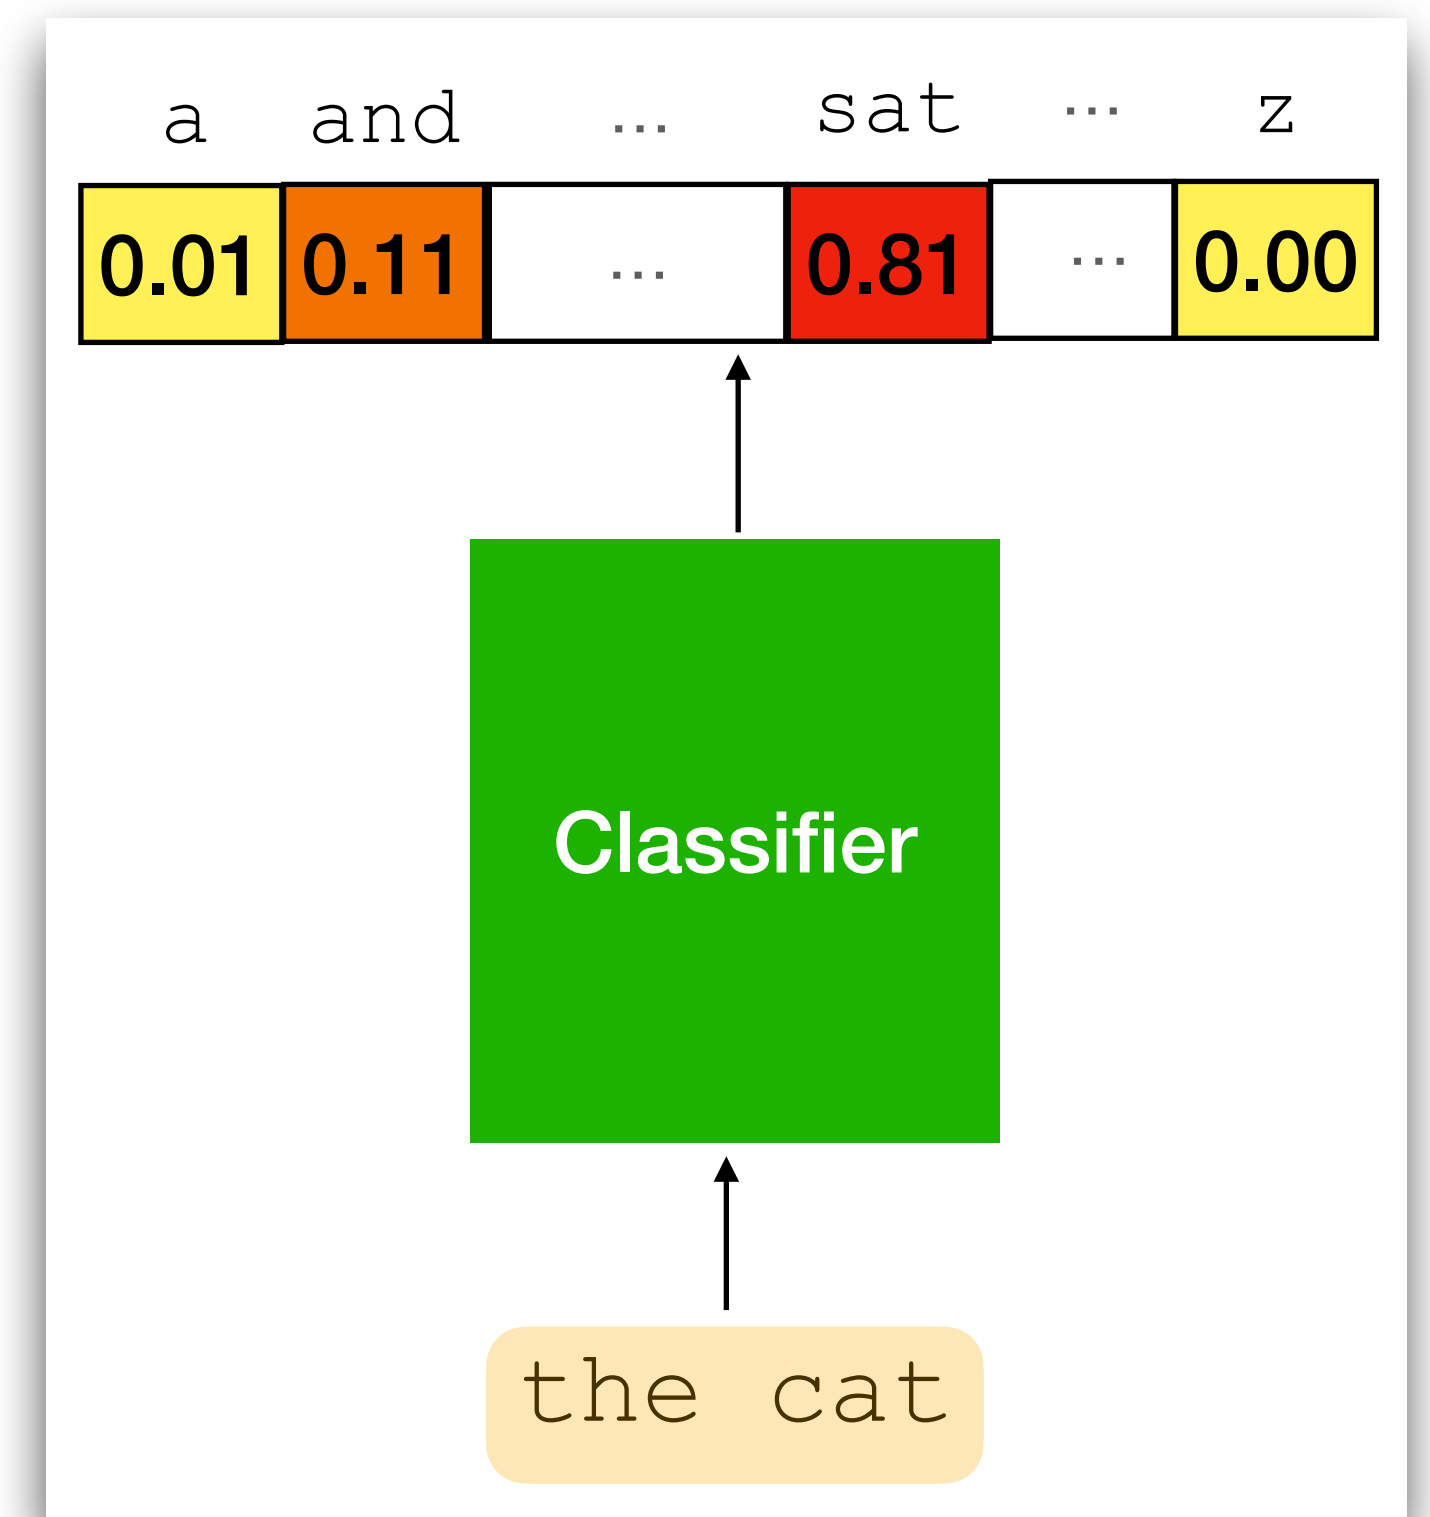 a and ... sat ... z
0.01 0.11 ... 0.81 ... 0.00
Classifier
the cat